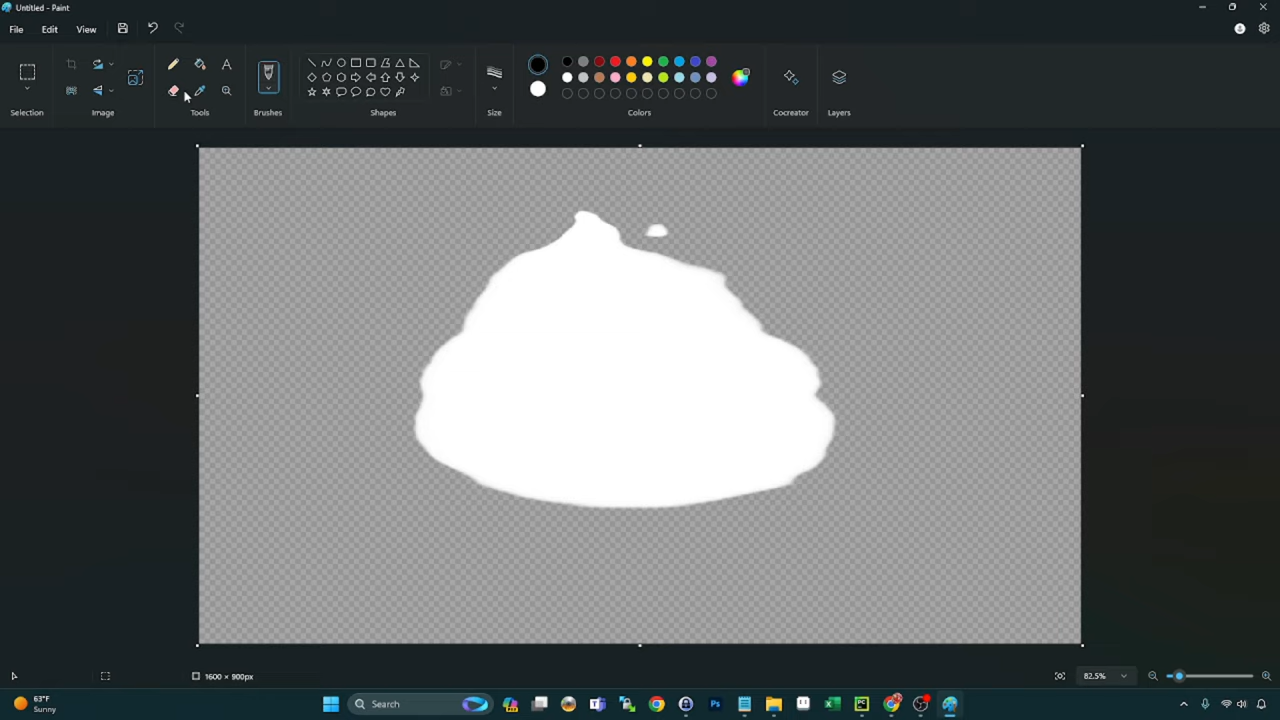 Untitled - Paint
File Edit View
Selection Image Tools Brushes Shapes Size Colors Cocreator Layers
1600 × 900px
82.5%
63°F
Sunny
Search